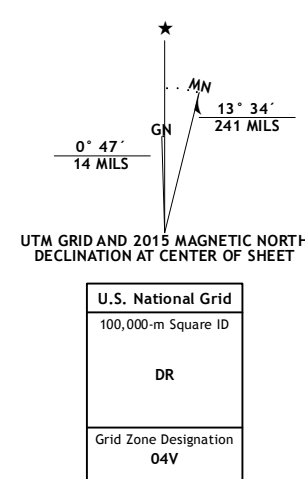 ★
MN
GN
13° 34´
241 MILS
0° 47´
14 MILS
UTM GRID AND 2015 MAGNETIC NORTH
DECLINATION AT CENTER OF SHEET
U.S. National Grid
100,000-m Square ID
DR
Grid Zone Designation
04V